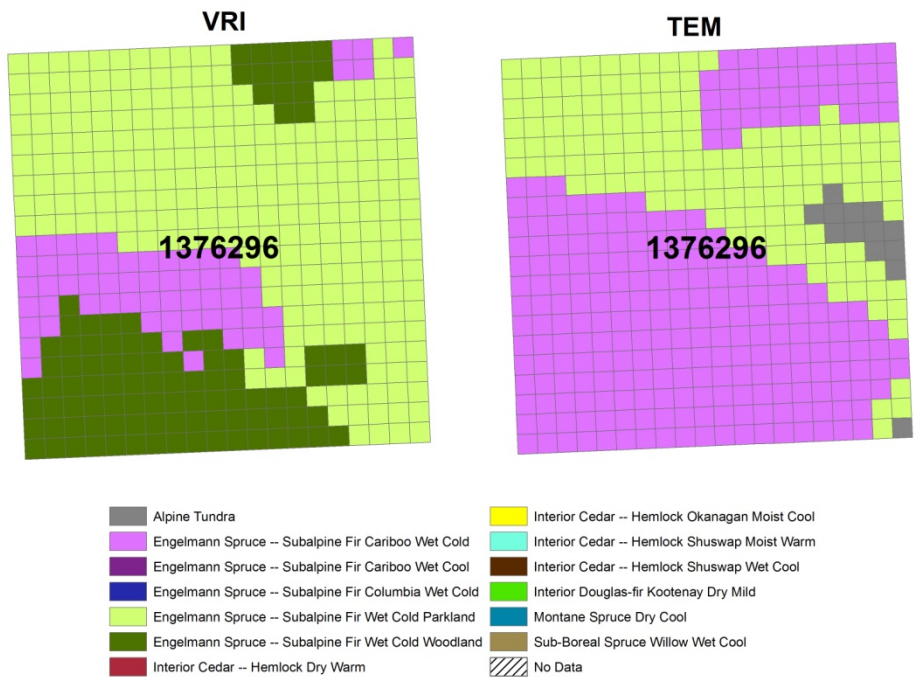 VRI
TEM
1376296
1376296
Alpine Tundra
Engelmann Spruce -- Subalpine Fir Cariboo Wet Cold
Engelmann Spruce -- Subalpine Fir Cariboo Wet Cool
Engelmann Spruce -- Subalpine Fir Columbia Wet Cold
Engelmann Spruce -- Subalpine Fir Wet Cold Parkland
Engelmann Spruce -- Subalpine Fir Wet Cold Woodland
Interior Cedar -- Hemlock Dry Warm
Interior Cedar -- Hemlock Okanagan Moist Cool
Interior Cedar -- Hemlock Shuswap Moist Warm
Interior Cedar -- Hemlock Shuswap Wet Cool
Interior Douglas-fir Kootenay Dry Mild
Montane Spruce Dry Cool
Sub-Boreal Spruce Willow Wet Cool
No Data